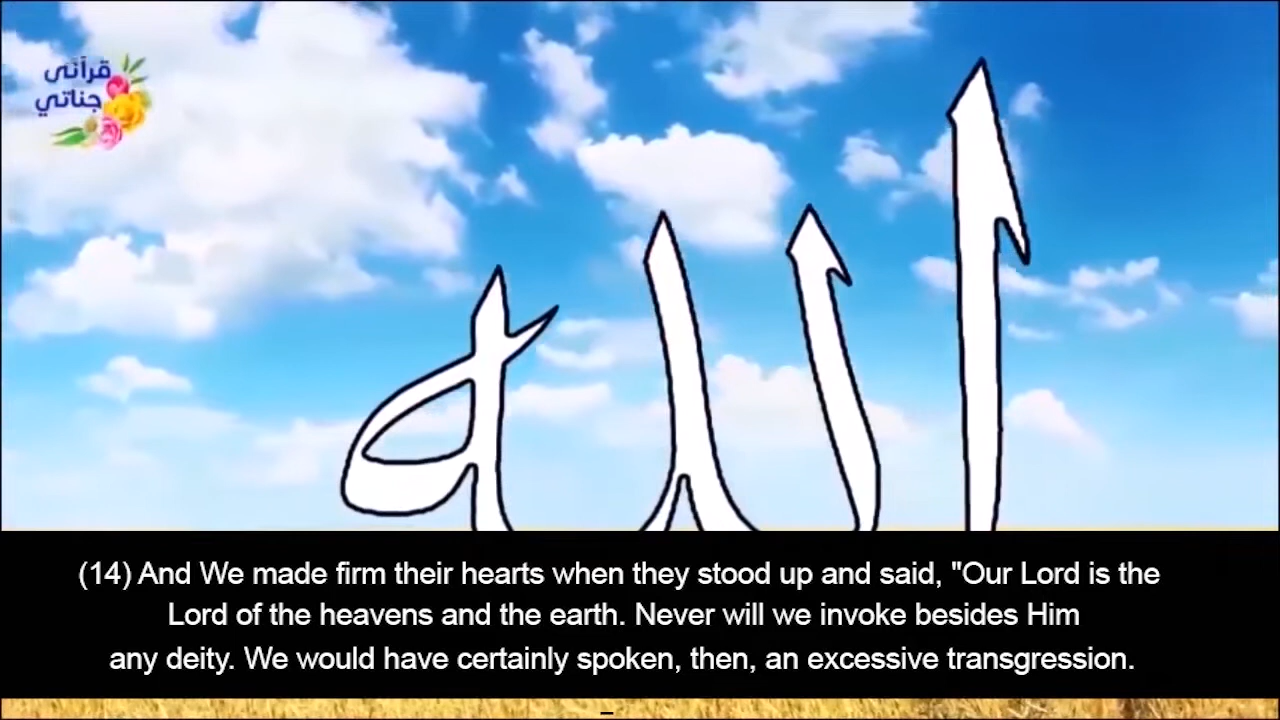 قرآنى
جناتي
الله
(14) And We made firm their hearts when they stood up and said, "Our Lord is the
Lord of the heavens and the earth. Never will we invoke besides Him
any deity. We would have certainly spoken, then, an excessive transgression.